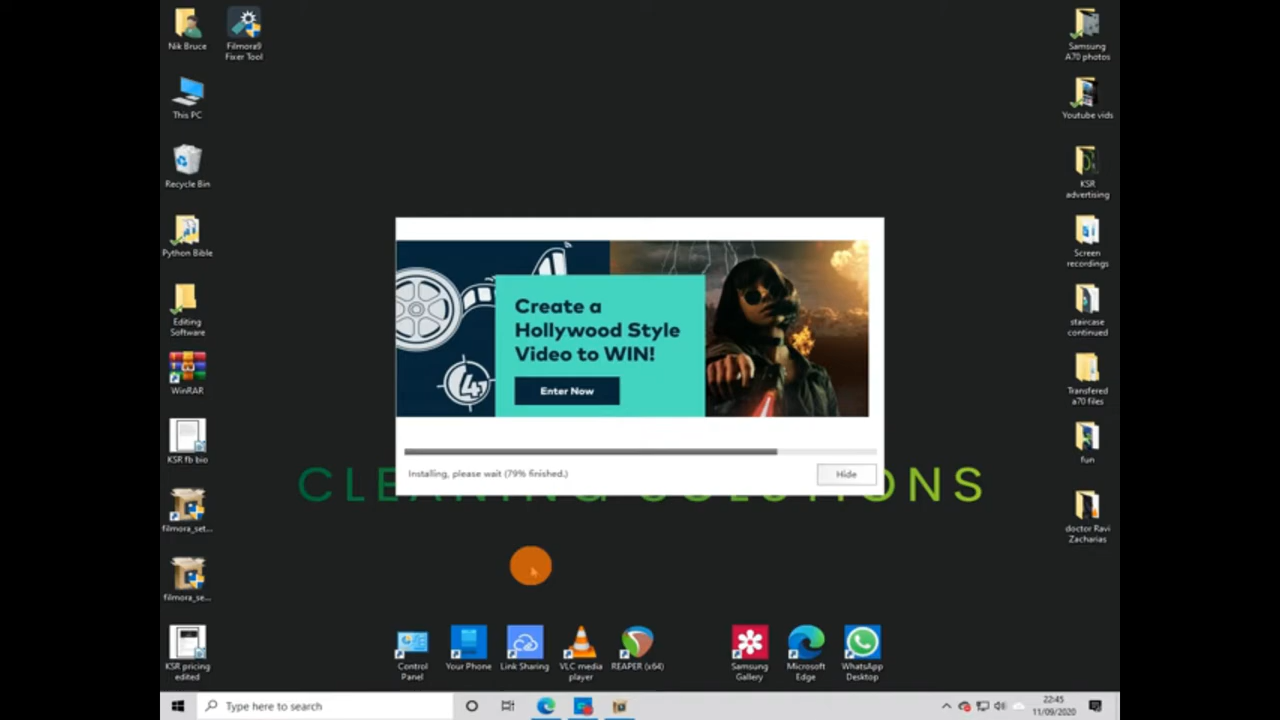 Nik Bruce
Filmora9
Fixer Tool
This PC
Recycle Bin
Python Bible
Editing
Software
WinRAR
KSR fb bio
filmora_set...
filmora_se...
KSR pricing
edited
Samsung
A70 photos
Youtube vids
KSR
advertising
Screen
recordings
staircase
continued
Transfered
a70 files
fun
doctor Ravi
Zacharias
Create a
Hollywood Style
Video to WIN!
Enter Now
Installing, please wait (79% finished.)
Hide
CLEANING SOLUTIONS
Control
Panel
Your Phone
Link Sharing
VLC media
player
REAPER (x64)
Samsung
Gallery
Microsoft
Edge
WhatsApp
Desktop
Type here to search
22:45
11/09/2020